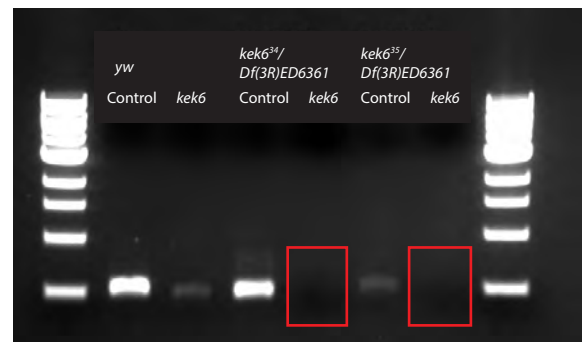 yw
kek6³⁴/
Df(3R)ED6361
kek6³⁵/
Df(3R)ED6361
Control kek6 Control kek6 Control kek6